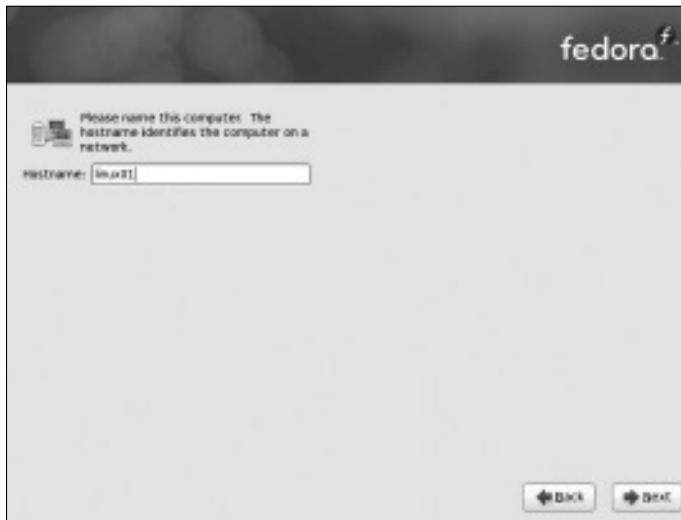 fedora
Please name this computer. The
hostname identifies the computer on a
network.
Hostname: linux01
Back
Next